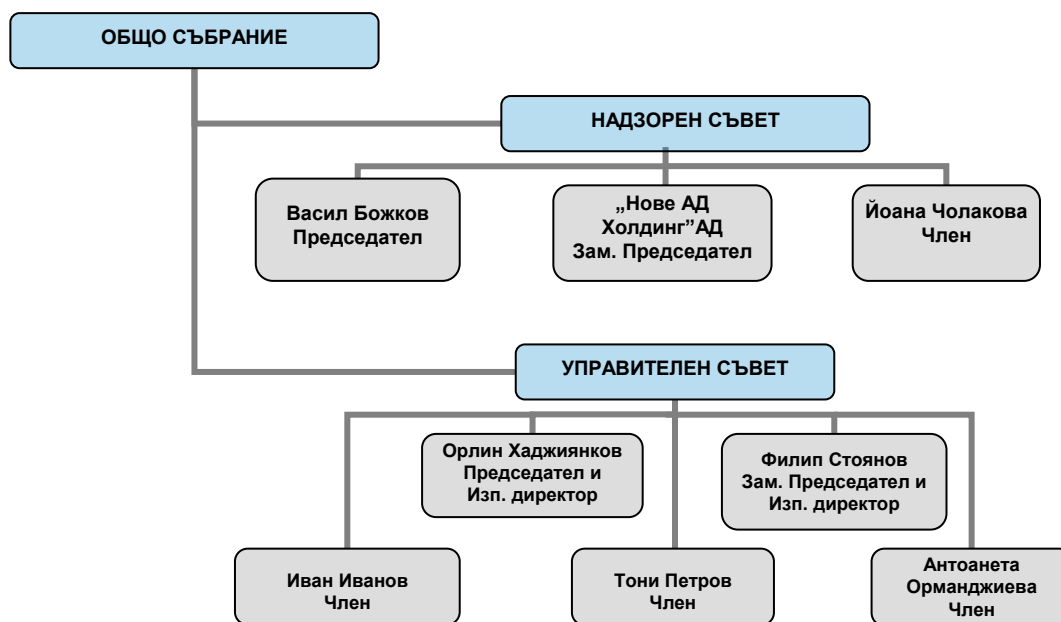 ОБЩО СЪБРАНИЕ
НАДЗОРЕН СЪВЕТ
Васил Божков
Председател
„Нове АД
Холдинг”АД
Зам. Председател
Йоана Чолакова
Член
УПРАВИТЕЛЕН СЪВЕТ
Орлин Хаджиянков
Председател и
Изп. директор
Филип Стоянов
Зам. Председател и
Изп. директор
Иван Иванов
Член
Тони Петров
Член
Антоанета
Орманджиева
Член